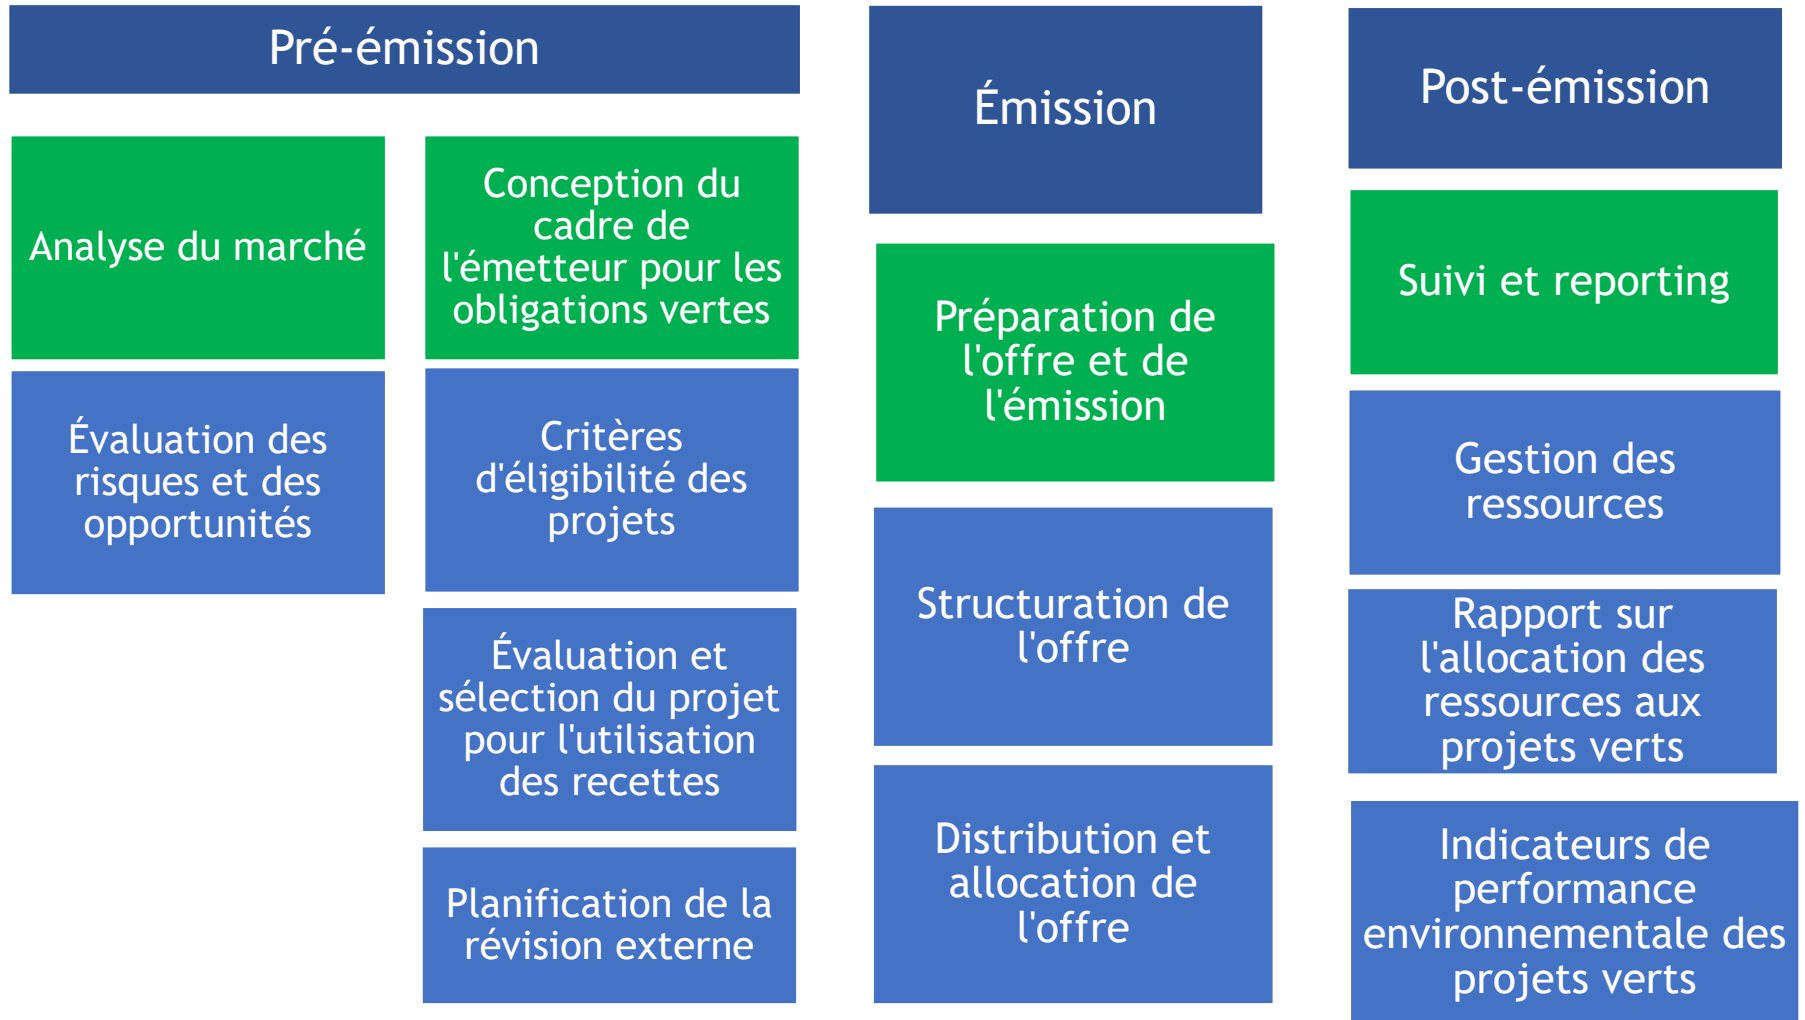 Pré-émission
Analyse du marché
Évaluation des
risques et des
opportunités
Conception du
cadre de
l'émetteur pour les
obligations vertes
Critères
d'éligibilité des
projets
Évaluation et
sélection du projet
pour l'utilisation
des recettes
Planification de la
révision externe
Émission
Préparation de
l'offre et de
l'émission
Structuration de
l'offre
Distribution et
allocation de
l'offre
Post-émission
Suivi et reporting
Gestion des
ressources
Rapport sur
l'allocation des
ressources aux
projets verts
Indicateurs de
performance
environnementale des
projets verts